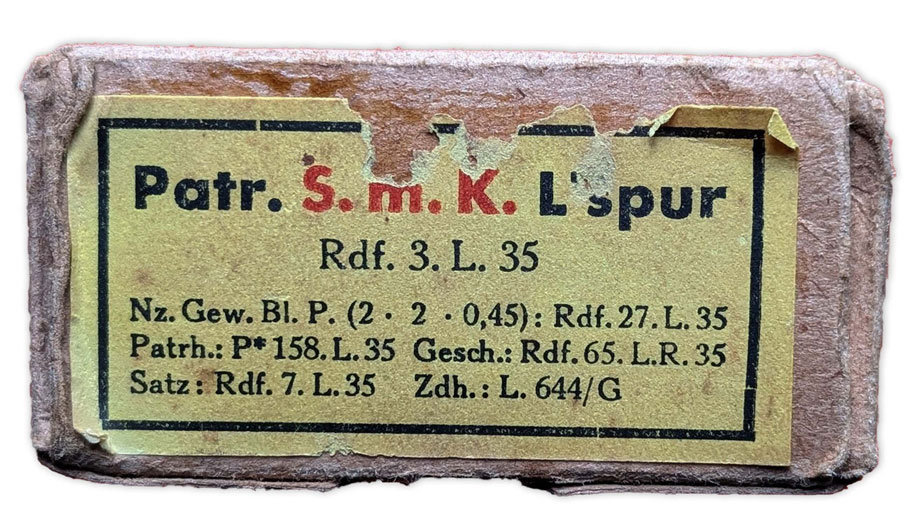 Patr. S. m. K. L'spur
Rdf. 3. L. 35
Nz. Gew. Bl. P. (2 · 2 · 0,45): Rdf. 27. L. 35
Patrh.: P* 158. L. 35 Gesch.: Rdf. 65. L. R. 35
Satz: Rdf. 7. L. 35 Zdh.: L. 644/G